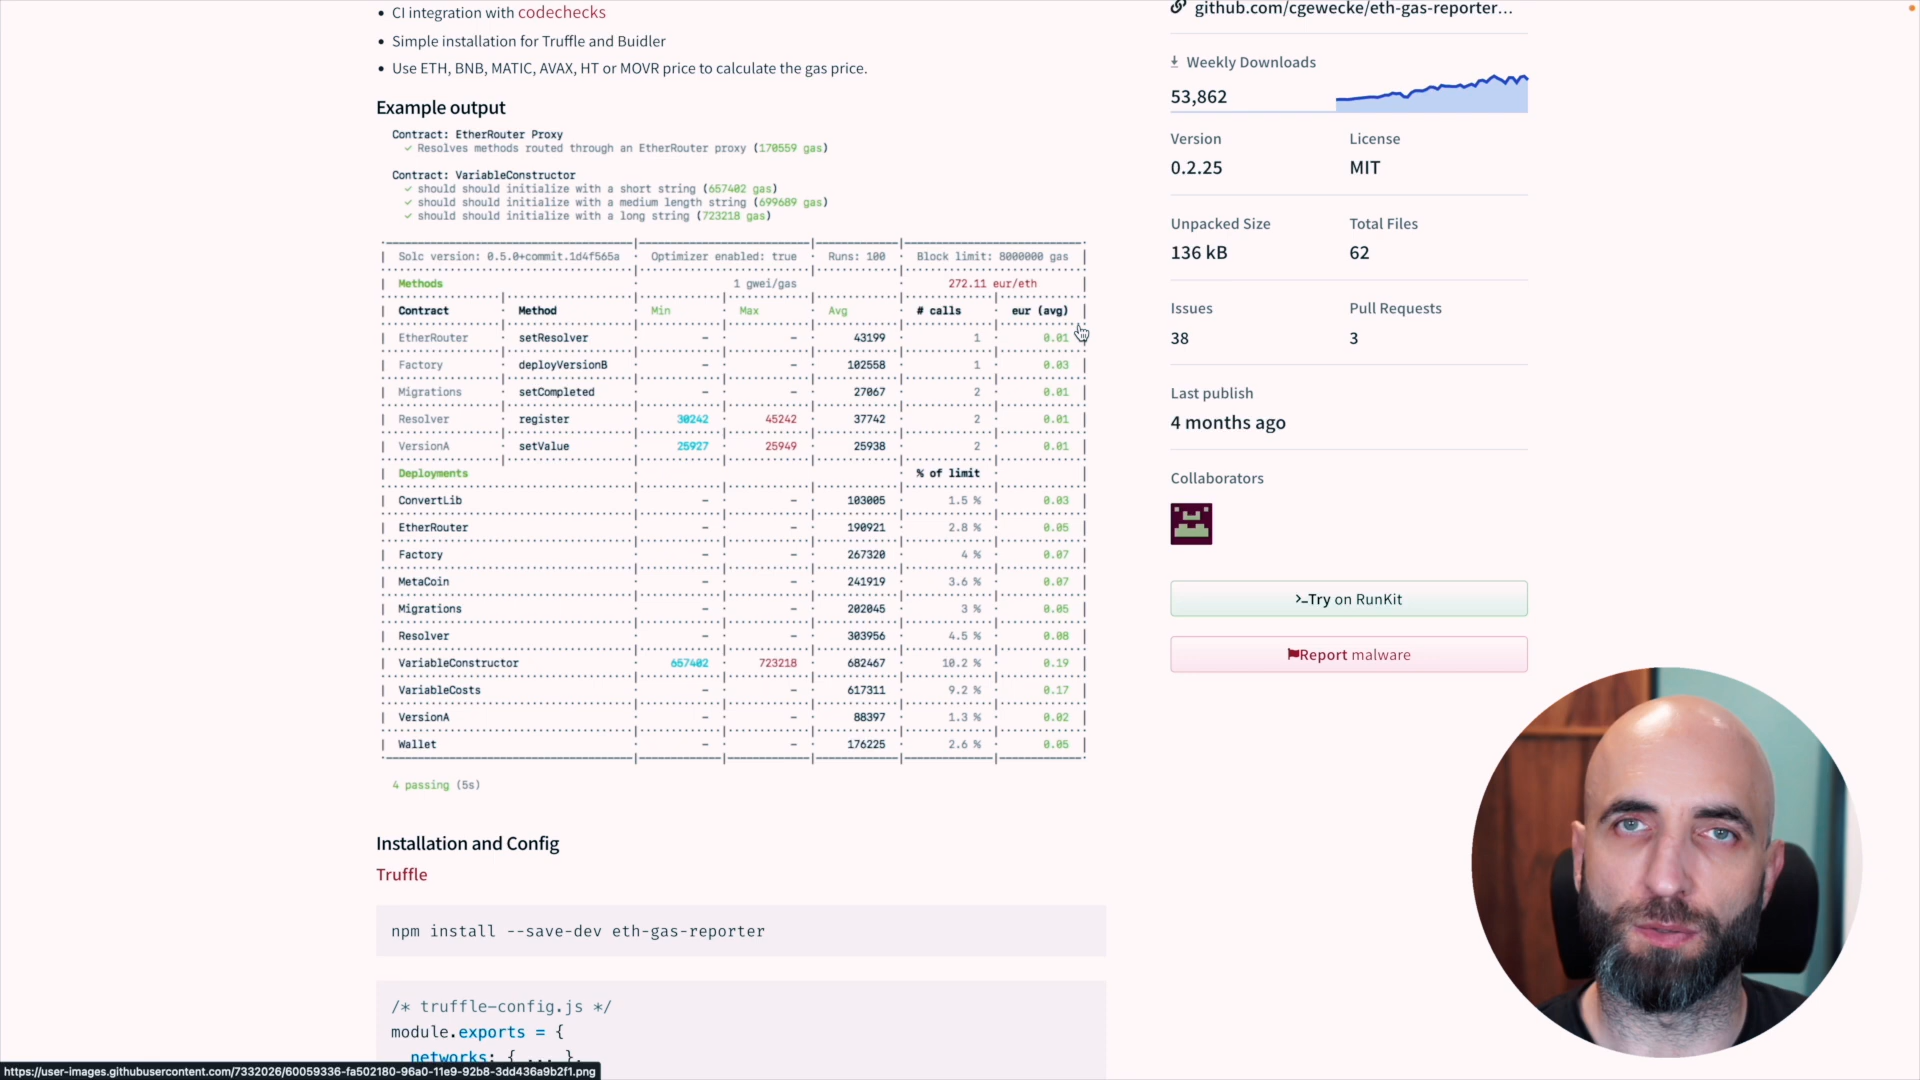 CI integration with codechecks
Simple installation for Truffle and Buidler
Use ETH, BNB, MATIC, AVAX, HT or MOVR price to calculate the gas price.
Example output
Contract: EtherRouter Proxy
✓ Resolves methods routed through an EtherRouter proxy (170559 gas)
Contract: VariableConstructor
✓ should should initialize with a short string (657402 gas)
✓ should should initialize with a medium length string (699689 gas)
✓ should should initialize with a long string (723218 gas)
Solc version: 0.5.0+commit.1d4f565a · Optimizer enabled: true · Runs: 100 · Block limit: 8000000 gas
Methods · 1 gwei/gas · 272.11 eur/eth
Contract · Method · Min · Max · Avg · # calls · eur (avg)
EtherRouter · setResolver · - · - · 43199 · 1 · 0.01
Factory · deployVersionB · - · - · 102558 · 1 · 0.03
Migrations · setCompleted · - · - · 27067 · 2 · 0.01
Resolver · register · 30242 · 45242 · 37742 · 2 · 0.01
VersionA · setValue · 25927 · 25949 · 25938 · 2 · 0.01
Deployments · % of limit
ConvertLib · - · - · 103005 · 1.5 % · 0.03
EtherRouter · - · - · 190921 · 2.8 % · 0.05
Factory · - · - · 267320 · 4 % · 0.07
MetaCoin · - · - · 241919 · 3.6 % · 0.07
Migrations · - · - · 202045 · 3 % · 0.05
Resolver · - · - · 303956 · 4.5 % · 0.08
VariableConstructor · 657402 · 723218 · 682467 · 10.2 % · 0.19
VariableCosts · - · - · 617311 · 9.2 % · 0.17
VersionA · - · - · 88397 · 1.3 % · 0.02
Wallet · - · - · 176225 · 2.6 % · 0.05
4 passing (5s)
Installation and Config
Truffle
npm install --save-dev eth-gas-reporter
/* truffle-config.js */
module.exports = {
networks: { ... },
https://user-images.githubusercontent.com/7332026/60059336-fa502180-96a0-11e9-92b8-3dd436a9b2f1.png
github.com/cgewecke/eth-gas-reporter...
Weekly Downloads
53,862
Version License
0.2.25 MIT
Unpacked Size Total Files
136 kB 62
Issues Pull Requests
38 3
Last publish
4 months ago
Collaborators
>-Try on RunKit
Report malware